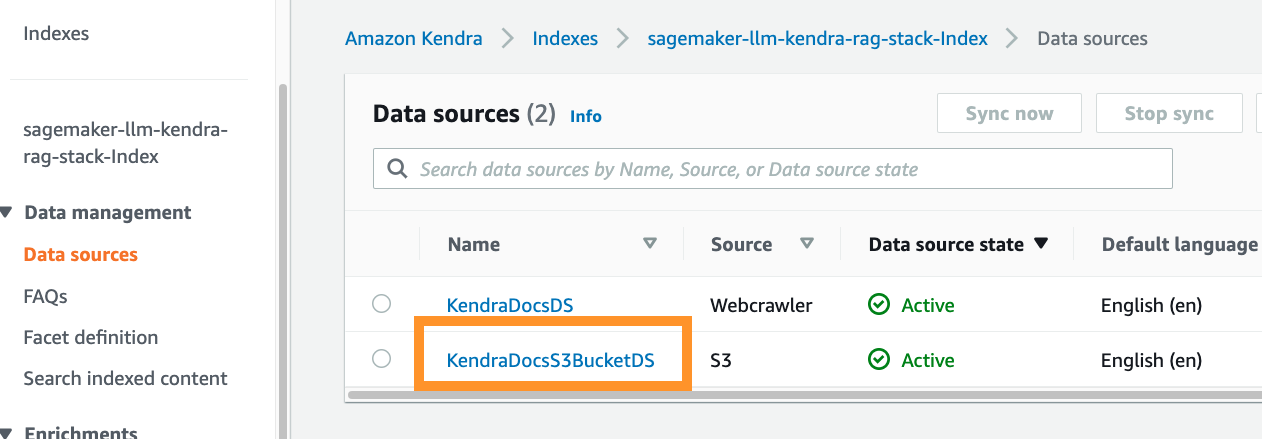 Indexes
sagemaker-llm-kendra-
rag-stack-Index
Data management
Data sources
FAQs
Facet definition
Search indexed content
Enrichments
Amazon Kendra Indexes sagemaker-llm-kendra-rag-stack-Index Data sources
Data sources (2) Info Sync now Stop sync
Search data sources by Name, Source, or Data source state
Name Source Data source state Default language
KendraDocsDS Webcrawler Active English (en)
KendraDocsS3BucketDS S3 Active English (en)